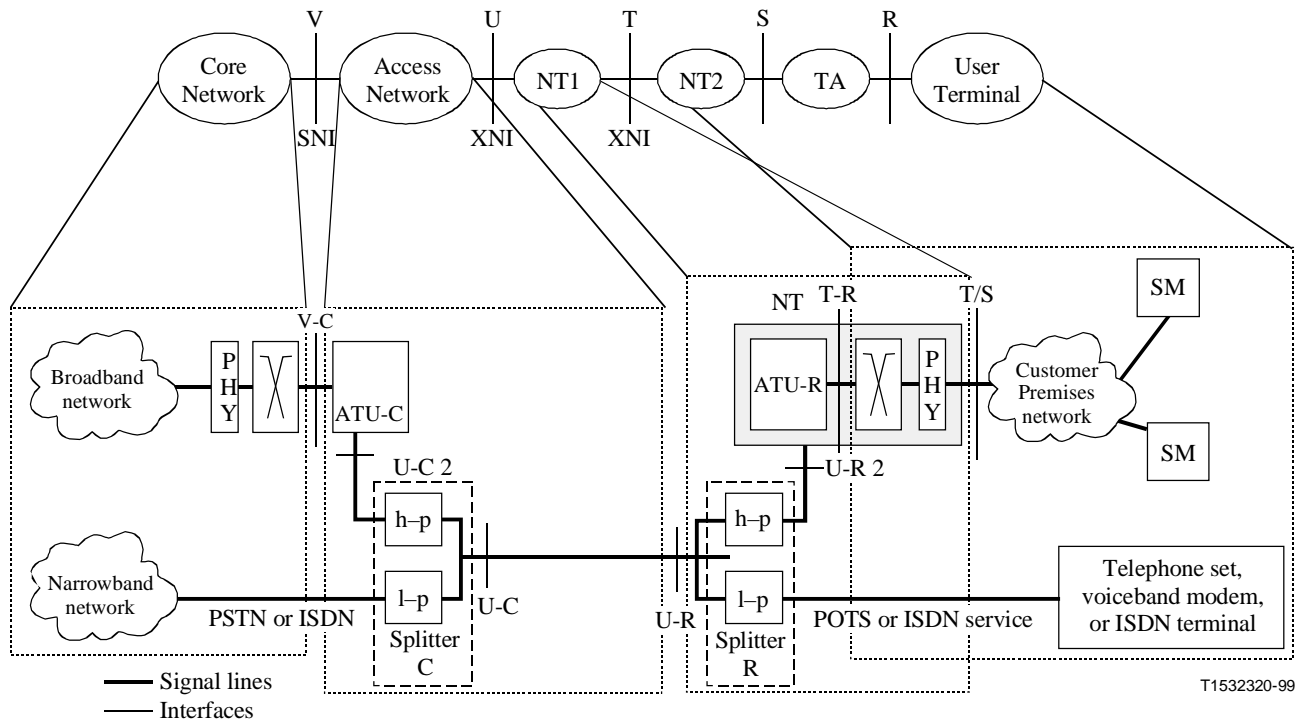 V
U
T
S
R
Core
Network
Access
Network
NT1
NT2
TA
User
Terminal
SNI
XNI
XNI
V-C
NT
T-R
T/S
SM
Broadband
network
P
H
Y
ATU-C
ATU-R
P
H
Y
Customer
Premises
network
SM
U-C 2
U-R 2
h–p
h–p
Narrowband
network
PSTN or ISDN
l–p
U-C
U-R
l–p
POTS or ISDN service
Telephone set,
voiceband modem,
or ISDN terminal
Splitter
C
Splitter
R
Signal lines
Interfaces
T1532320-99